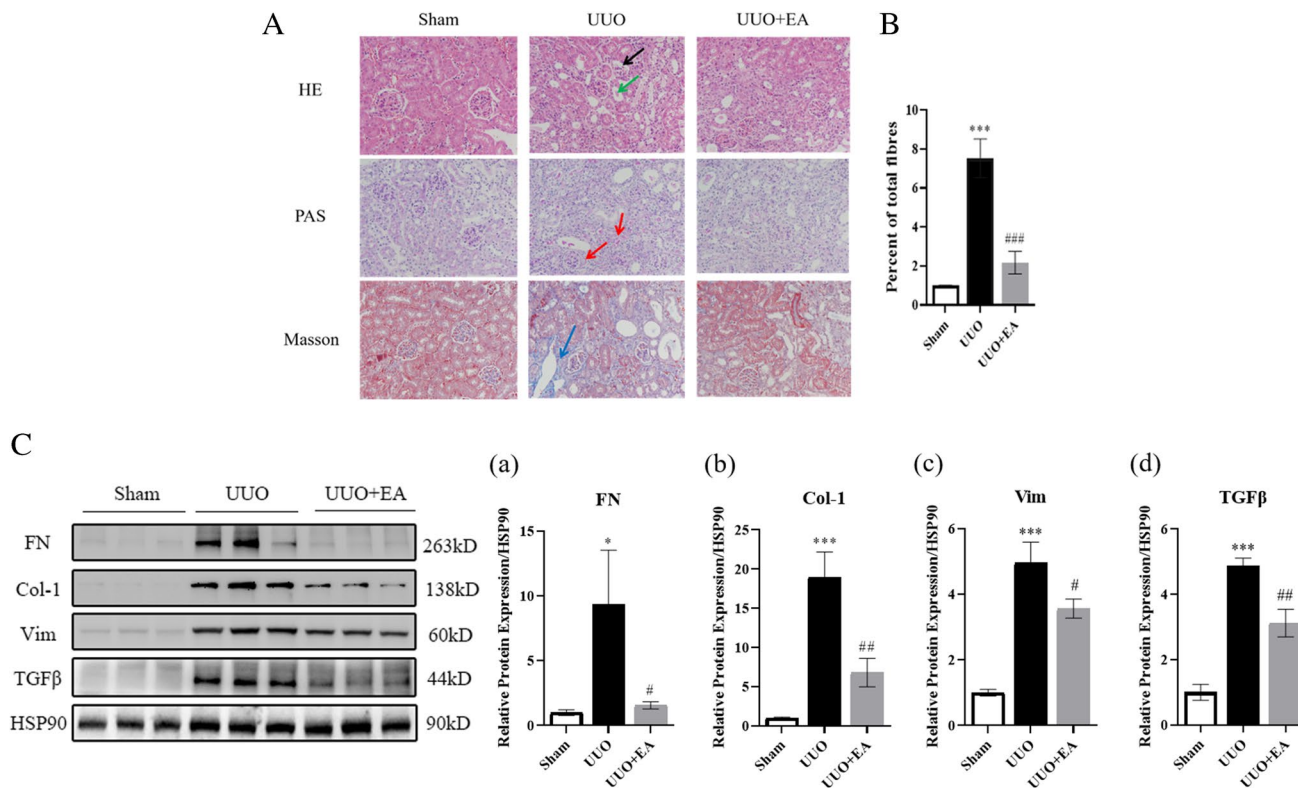 A
Sham UUO UUO+EA
HE
PAS
Masson
B
Percent of total fibres
10
8
6
4
2
0
***
###
Sham
UUO
UUO+EA
C
Sham UUO UUO+EA
FN 263kD
Col-1 138kD
Vim 60kD
TGFβ 44kD
HSP90 90kD
(a)
FN
Relative Protein Expression/HSP90
15
10
5
0
*
#
Sham
UUO
UUO+EA
(b)
Col-1
Relative Protein Expression/HSP90
25
20
15
10
5
0
***
##
Sham
UUO
UUO+EA
(c)
Vim
Relative Protein Expression/HSP90
6
4
2
0
***
#
Sham
UUO
UUO+EA
(d)
TGFβ
Relative Protein Expression/HSP90
6
4
2
0
***
##
Sham
UUO
UUO+EA